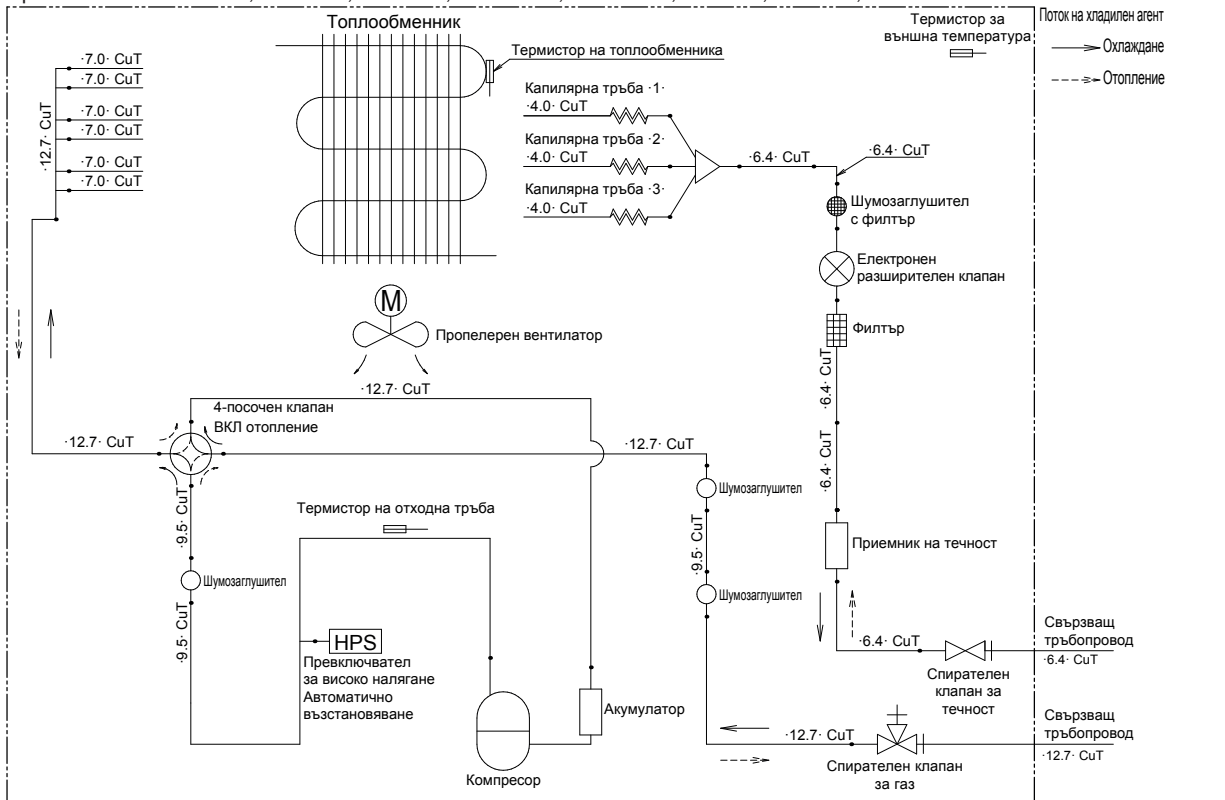 Топлообменник
Термистор за
външна температура
Поток на хладилен агент
Охлаждане
Отопление
Термистор на топлообменника
·7.0· CuT
·7.0· CuT
·7.0· CuT
·7.0· CuT
·7.0· CuT
·7.0· CuT
·12.7· CuT
Капилярна тръба ·1·
·4.0· CuT
Капилярна тръба ·2·
·4.0· CuT
Капилярна тръба ·3·
·4.0· CuT
·6.4· CuT
·6.4· CuT
Шумозаглушител
с филтър
Електронен
разширителен клапан
Филтър
·6.4· CuT
·6.4· CuT
M
Пропелерен вентилатор
·12.7· CuT
4-посочен клапан
ВКЛ отопление
·12.7· CuT
·12.7· CuT
·9.5· CuT
Шумозаглушител
·9.5· CuT
Термистор на отходна тръба
Шумозаглушител
·9.5· CuT
Шумозаглушител
Приемник на течност
HPS
Превключвател
за високо налягане
Автоматично
възстановяване
Компресор
Акумулатор
·6.4· CuT
Спирателен
клапан за
течност
Свързващ
тръбопровод
·6.4· CuT
·12.7· CuT
Спирателен клапан
за газ
Свързващ
тръбопровод
·12.7· CuT